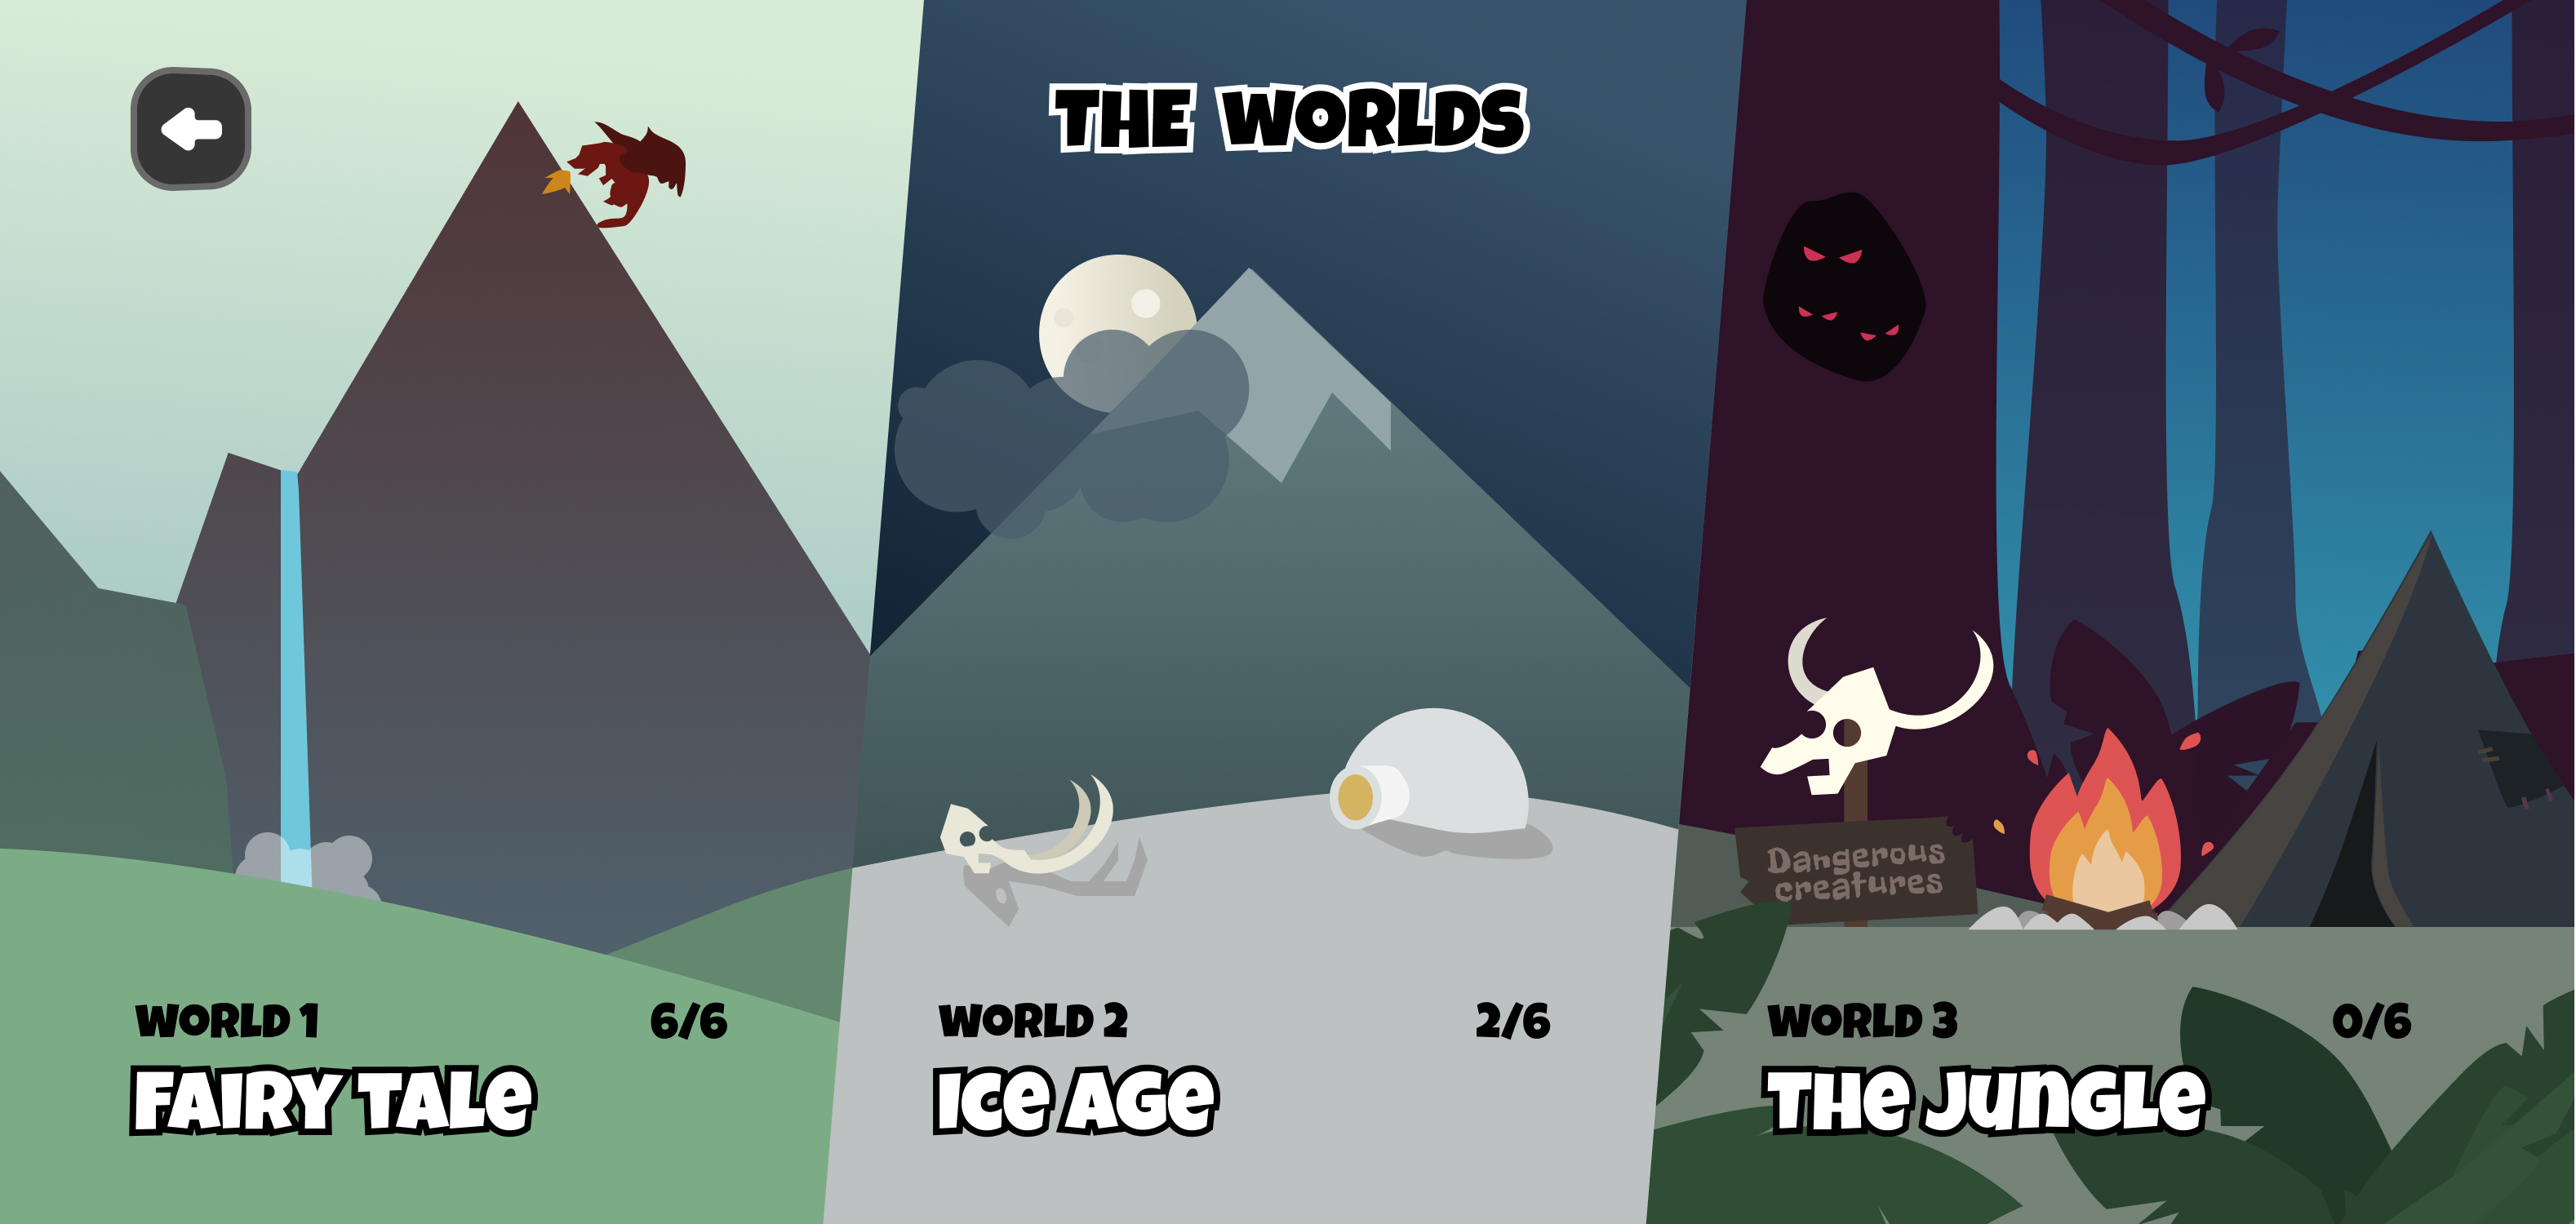 THE WORLDS
Dangerous
creatures
WORLD 1 6/6
FAIRY TALe
WORLD 2 2/6
ICe AGe
WORLD 3 0/6
THe JUnGLe